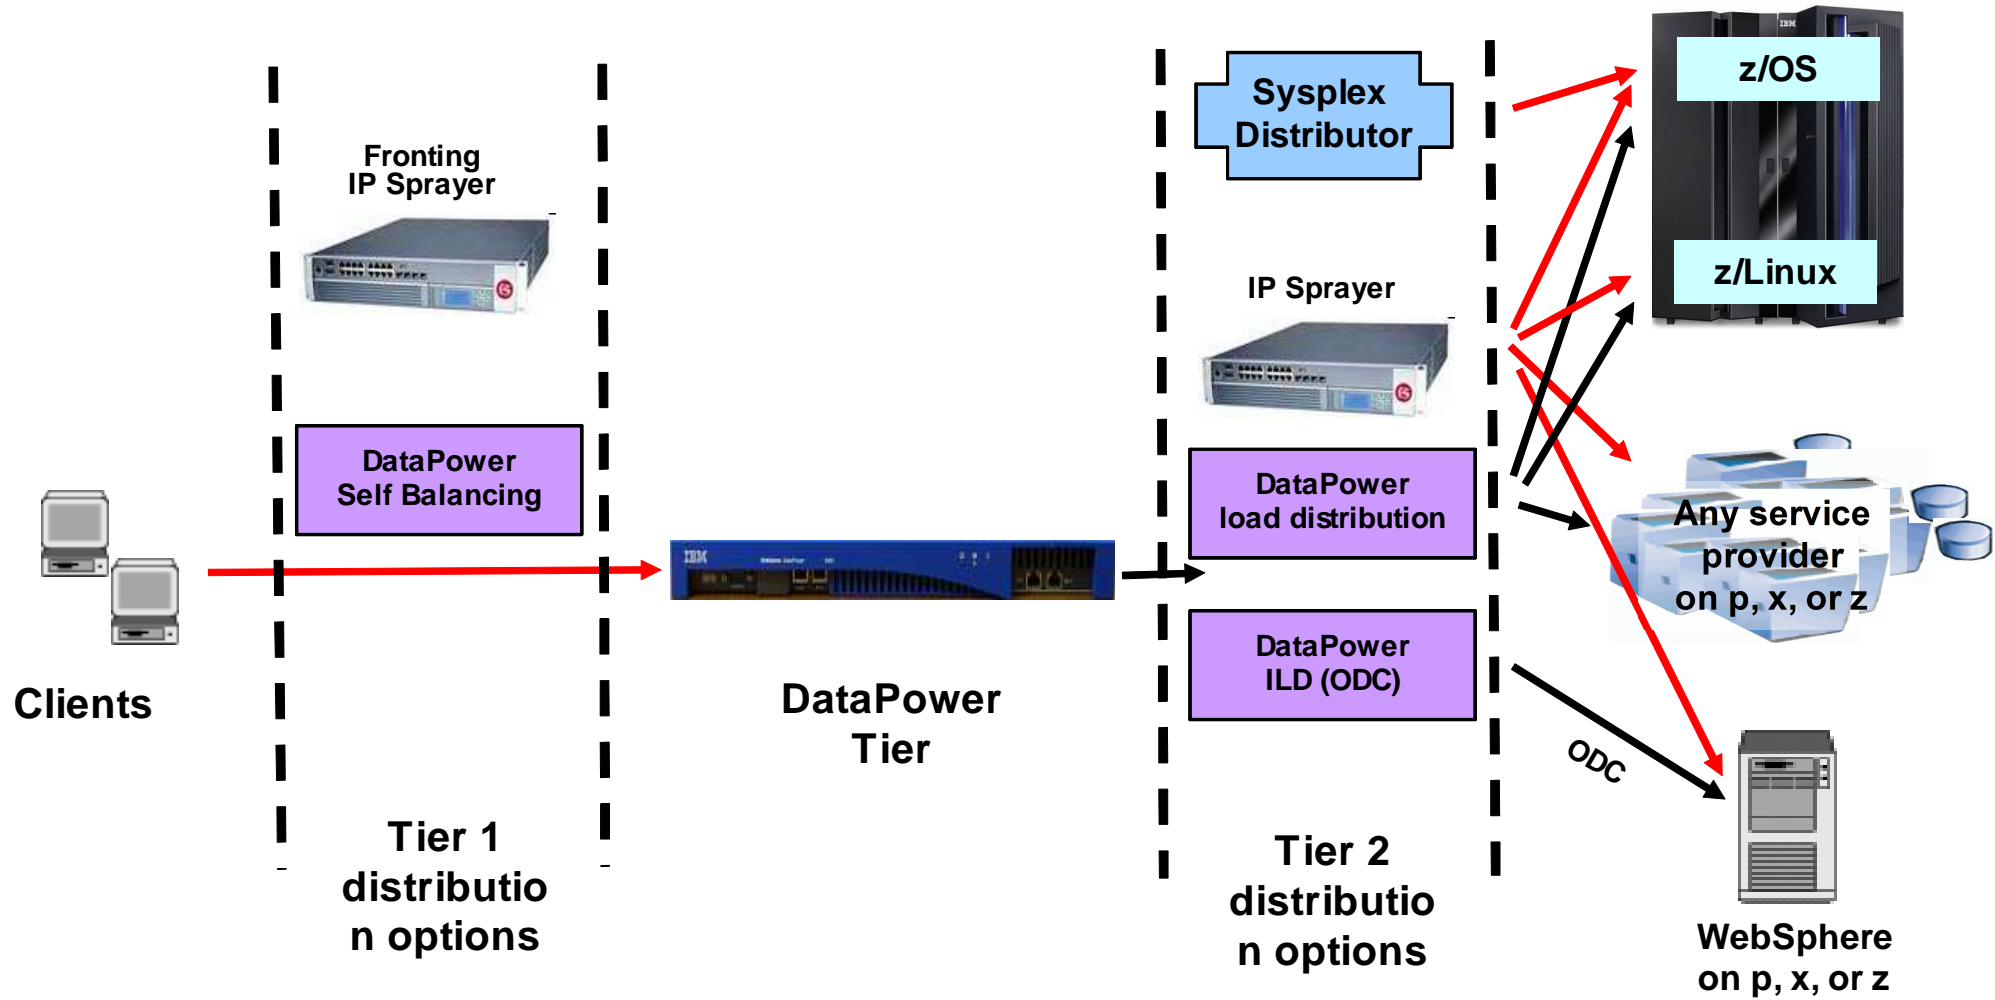 Fronting
IP Sprayer
DataPower
Self Balancing
Clients
Tier 1
distributio
n options
IBM
DataPower
Tier
Sysplex
Distributor
IP Sprayer
DataPower
load distribution
DataPower
ILD (ODC)
Tier 2
distributio
n options
ODC
IBM
z/OS
z/Linux
Any service
provider
on p, x, or z
WebSphere
on p, x, or z